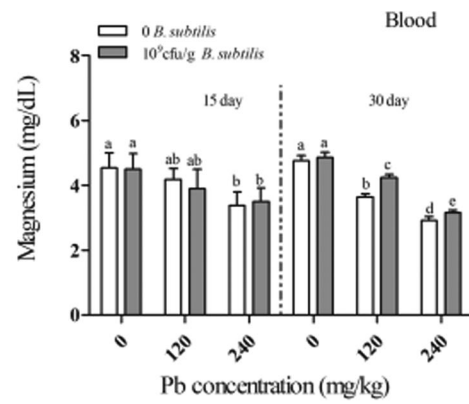 Blood
0 B. subtilis
10⁹cfu/g B. subtilis
8
6
4
2
0
Magnesium (mg/dL)
15 day
30 day
a a ab ab b b a a b c d e
0 120 240 0 120 240
Pb concentration (mg/kg)